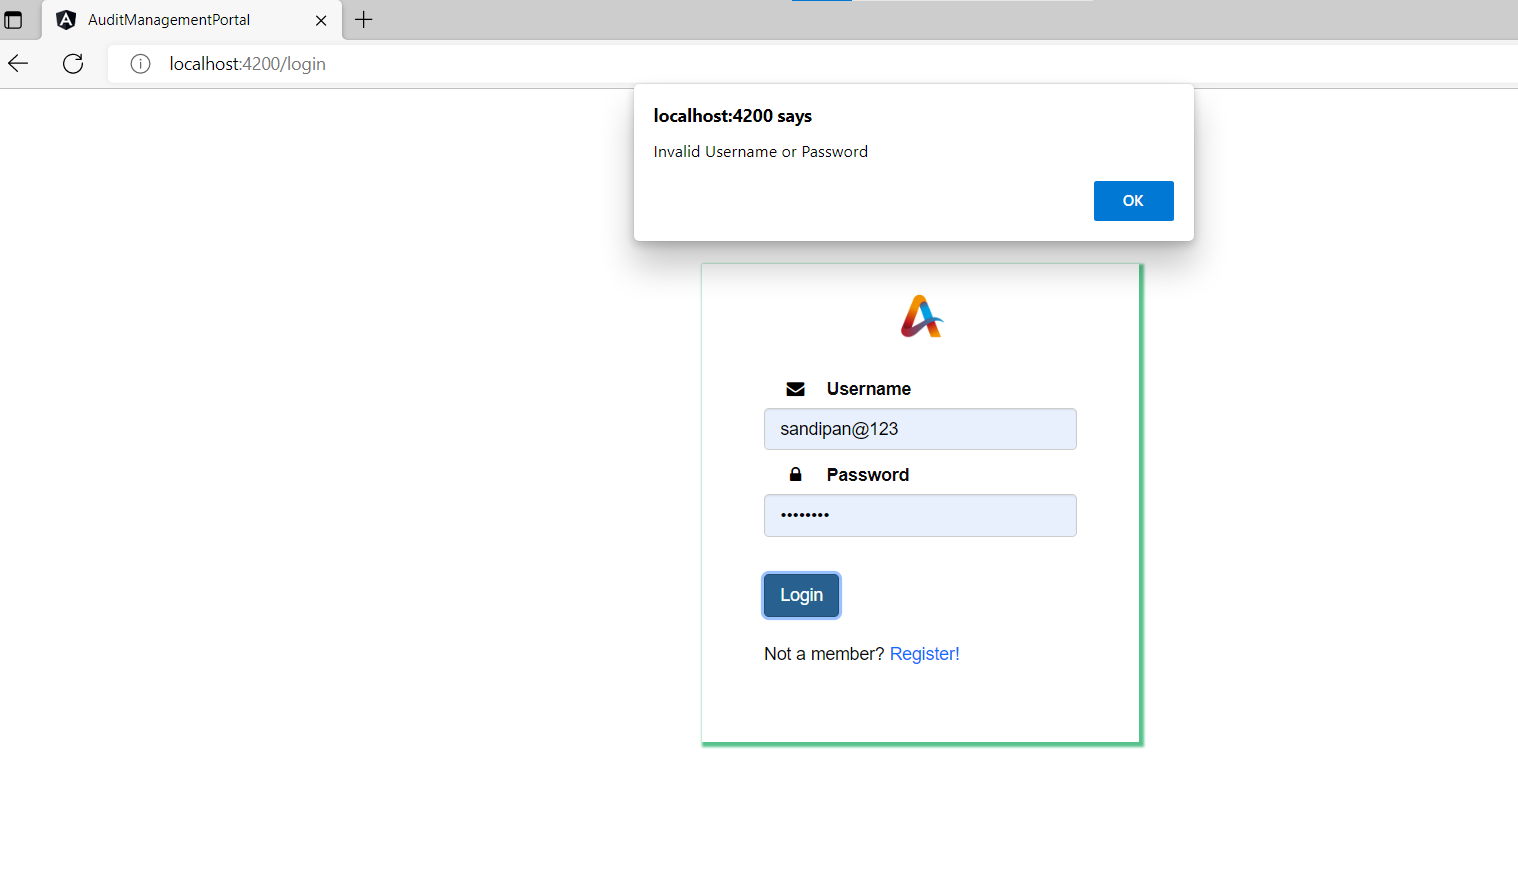 AuditManagementPortal
localhost:4200/login
localhost:4200 says
Invalid Username or Password
OK
Username
sandipan@123
Password
••••••••
Login
Not a member? Register!